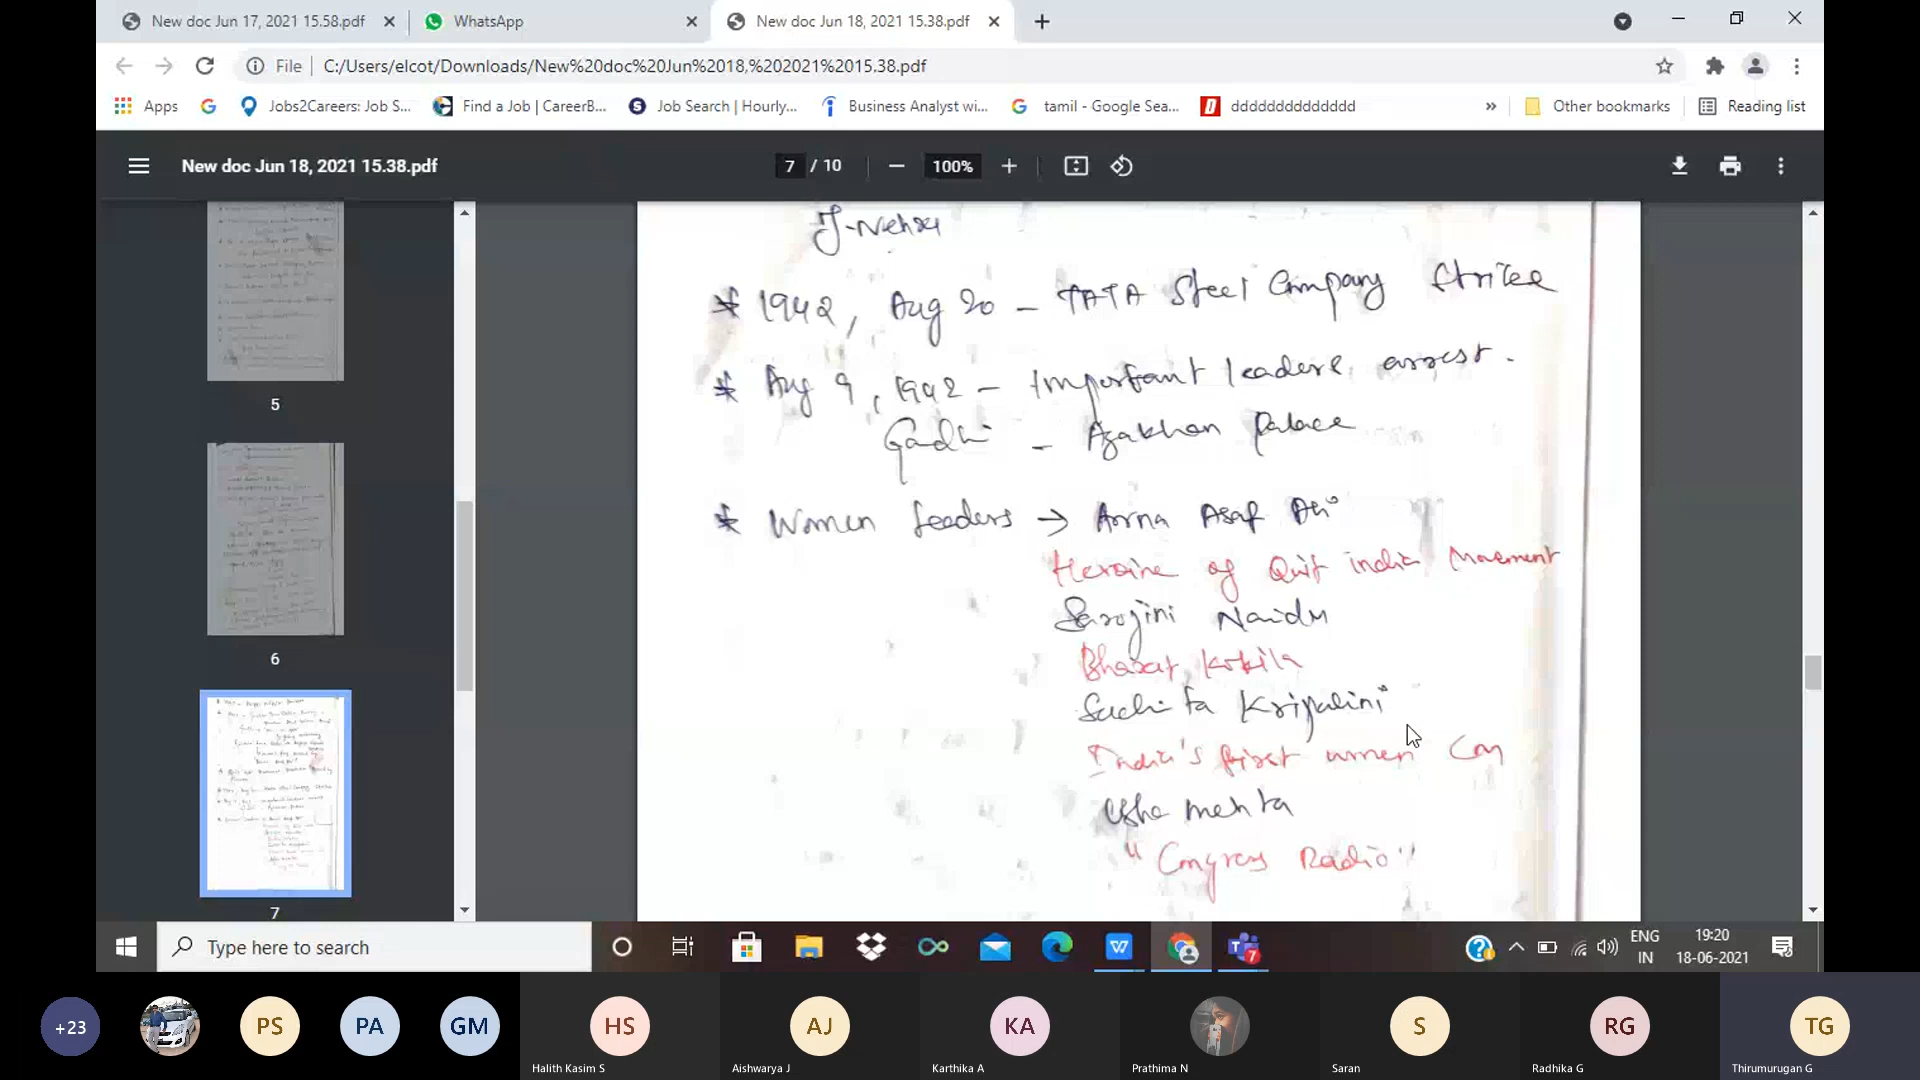 New doc Jun 17, 2021 15.58.pdf
WhatsApp
New doc Jun 18, 2021 15.38.pdf
File
C:/Users/elcot/Downloads/New%20doc%20Jun%2018,%202021%2015.38.pdf
Apps
Jobs2Careers: Job S...
Find a Job | CareerB...
Job Search | Hourly,...
Business Analyst wi...
tamil - Google Sea...
dddddddddddddd
»
Other bookmarks
Reading list
New doc Jun 18, 2021 15.38.pdf
7 / 10
100%
5
6
7
J-Nehru
* 1942, Aug 20 - TATA Steel Company Strike
* Aug 9, 1942 - Important leaders arrest.
Gandhi - Agakhan Palace
* Women leaders → Aruna Asaf Ali
Heroine of Quit india Movement
Sarojini Naidu
Bharat kokila
Sucheta Kripalini
India's first women CM
Usha mehta
"Congress Radio"
Type here to search
ENG
IN
19:20
18-06-2021
7
+23
PS
PA
GM
HS
AJ
KA
S
RG
TG
Halith Kasim S
Aishwarya J
Karthika A
Prathima N
Saran
Radhika G
Thirumurugan G